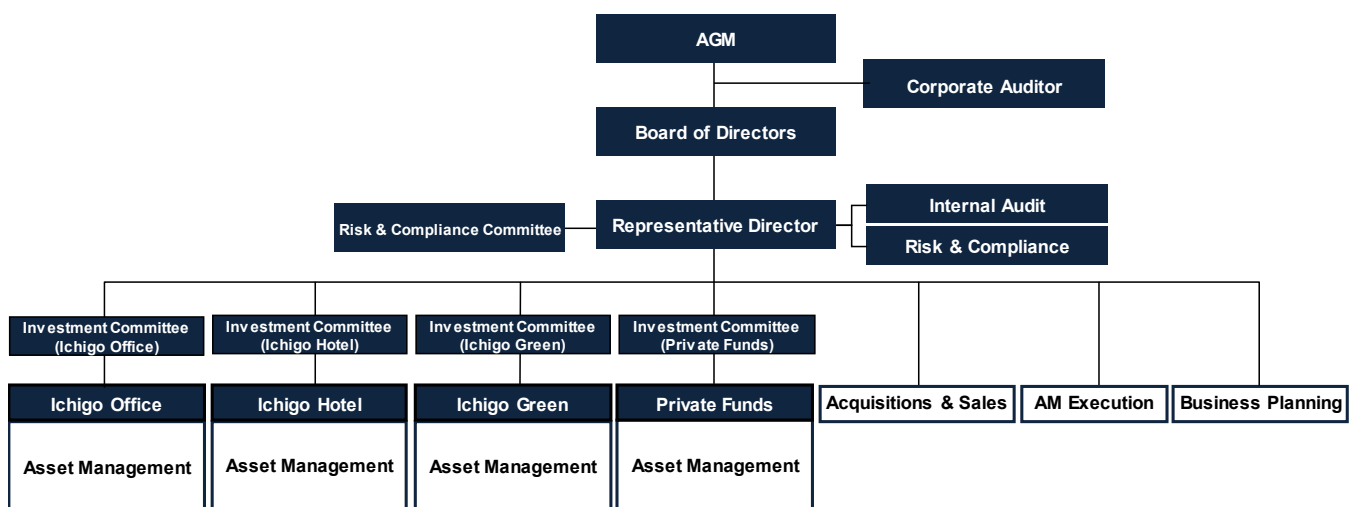 AGM
Corporate Auditor
Board of Directors
Risk & Compliance Committee
Representative Director
Internal Audit
Risk & Compliance
Investment Committee
(Ichigo Office)
Investment Committee
(Ichigo Hotel)
Investment Committee
(Ichigo Green)
Investment Committee
(Private Funds)
Ichigo Office
Ichigo Hotel
Ichigo Green
Private Funds
Acquisitions & Sales
AM Execution
Business Planning
Asset Management
Asset Management
Asset Management
Asset Management